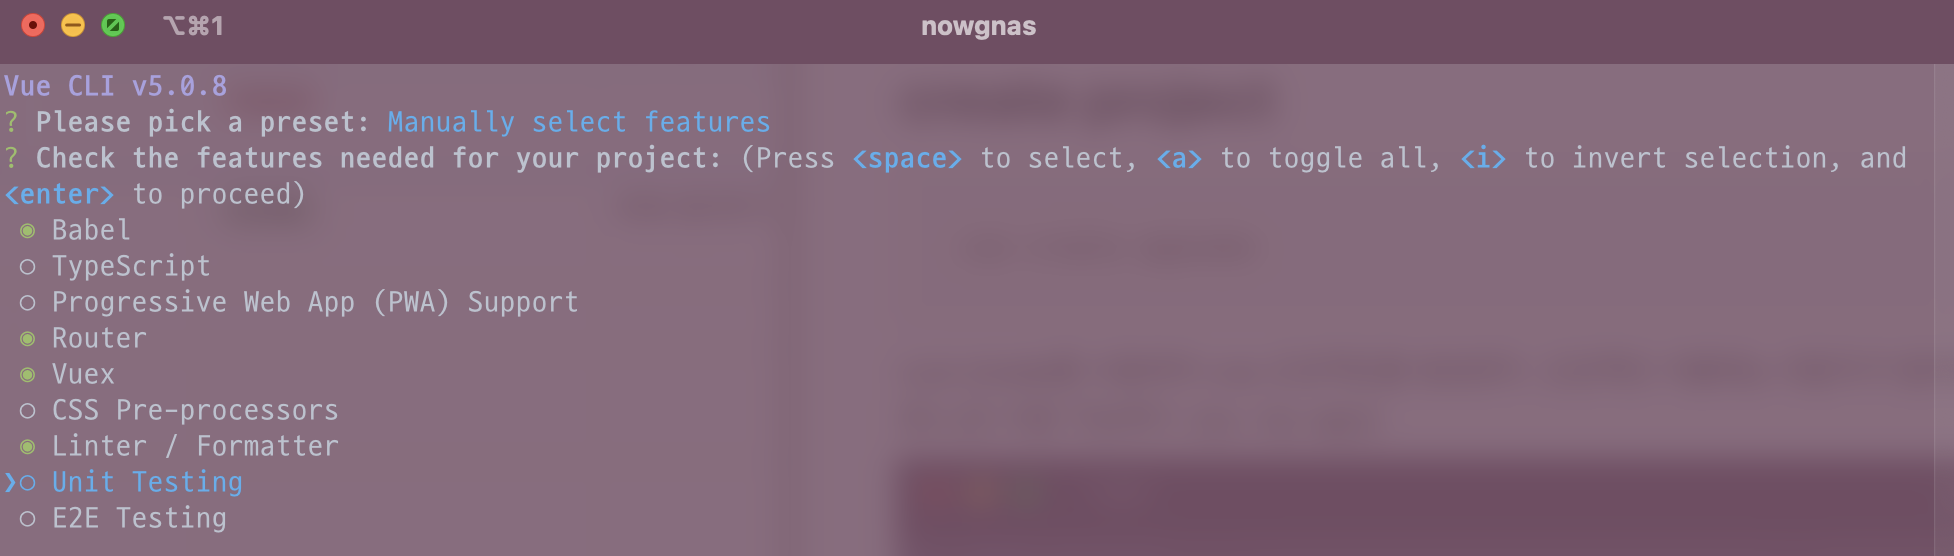 ⌥⌘1
nowgnas
Vue CLI v5.0.8
? Please pick a preset: Manually select features
? Check the features needed for your project: (Press <space> to select, <a> to toggle all, <i> to invert selection, and
<enter> to proceed)
◉ Babel
○ TypeScript
○ Progressive Web App (PWA) Support
◉ Router
◉ Vuex
○ CSS Pre-processors
◉ Linter / Formatter
❯○ Unit Testing
○ E2E Testing